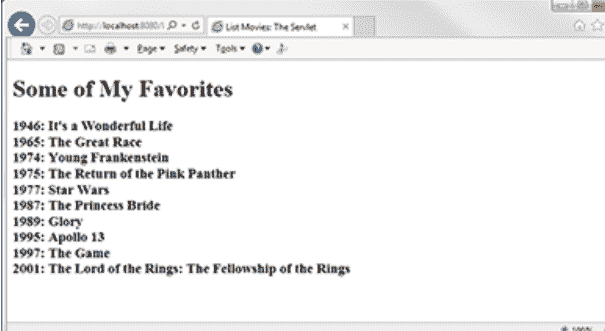 http://localhost:8080/1
List Movies: The Servlet
Page Safety Tools
Some of My Favorites
1946: It's a Wonderful Life
1965: The Great Race
1974: Young Frankenstein
1975: The Return of the Pink Panther
1977: Star Wars
1987: The Princess Bride
1989: Glory
1995: Apollo 13
1997: The Game
2001: The Lord of the Rings: The Fellowship of the Rings
100%